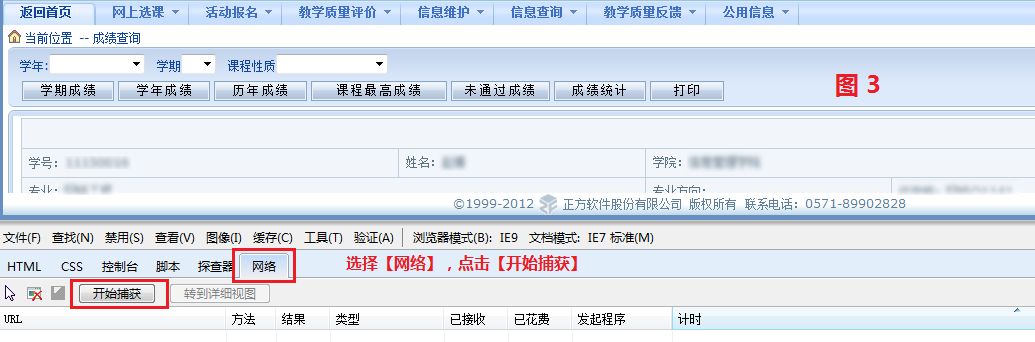 返回首页 网上选课 活动报名 教学质量评价 信息维护 信息查询 教学质量反馈 公用信息
当前位置 -- 成绩查询
学年: 学期 课程性质
学期成绩 学年成绩 历年成绩 课程最高成绩 未通过成绩 成绩统计 打印
图 3
学号: 姓名: 学院:
专业: 专业方向:
©1999-2012 正方软件股份有限公司 版权所有 联系电话: 0571-89902828
文件(F) 查找(N) 禁用(S) 查看(V) 图像(I) 缓存(C) 工具(T) 验证(A) 浏览器模式(B): IE9 文档模式: IE7 标准(M)
HTML CSS 控制台 脚本 探查器 网络 选择【网络】,点击【开始捕获】
开始捕获 转到详细视图
URL 方法 结果 类型 已接收 已花费 发起程序 计时